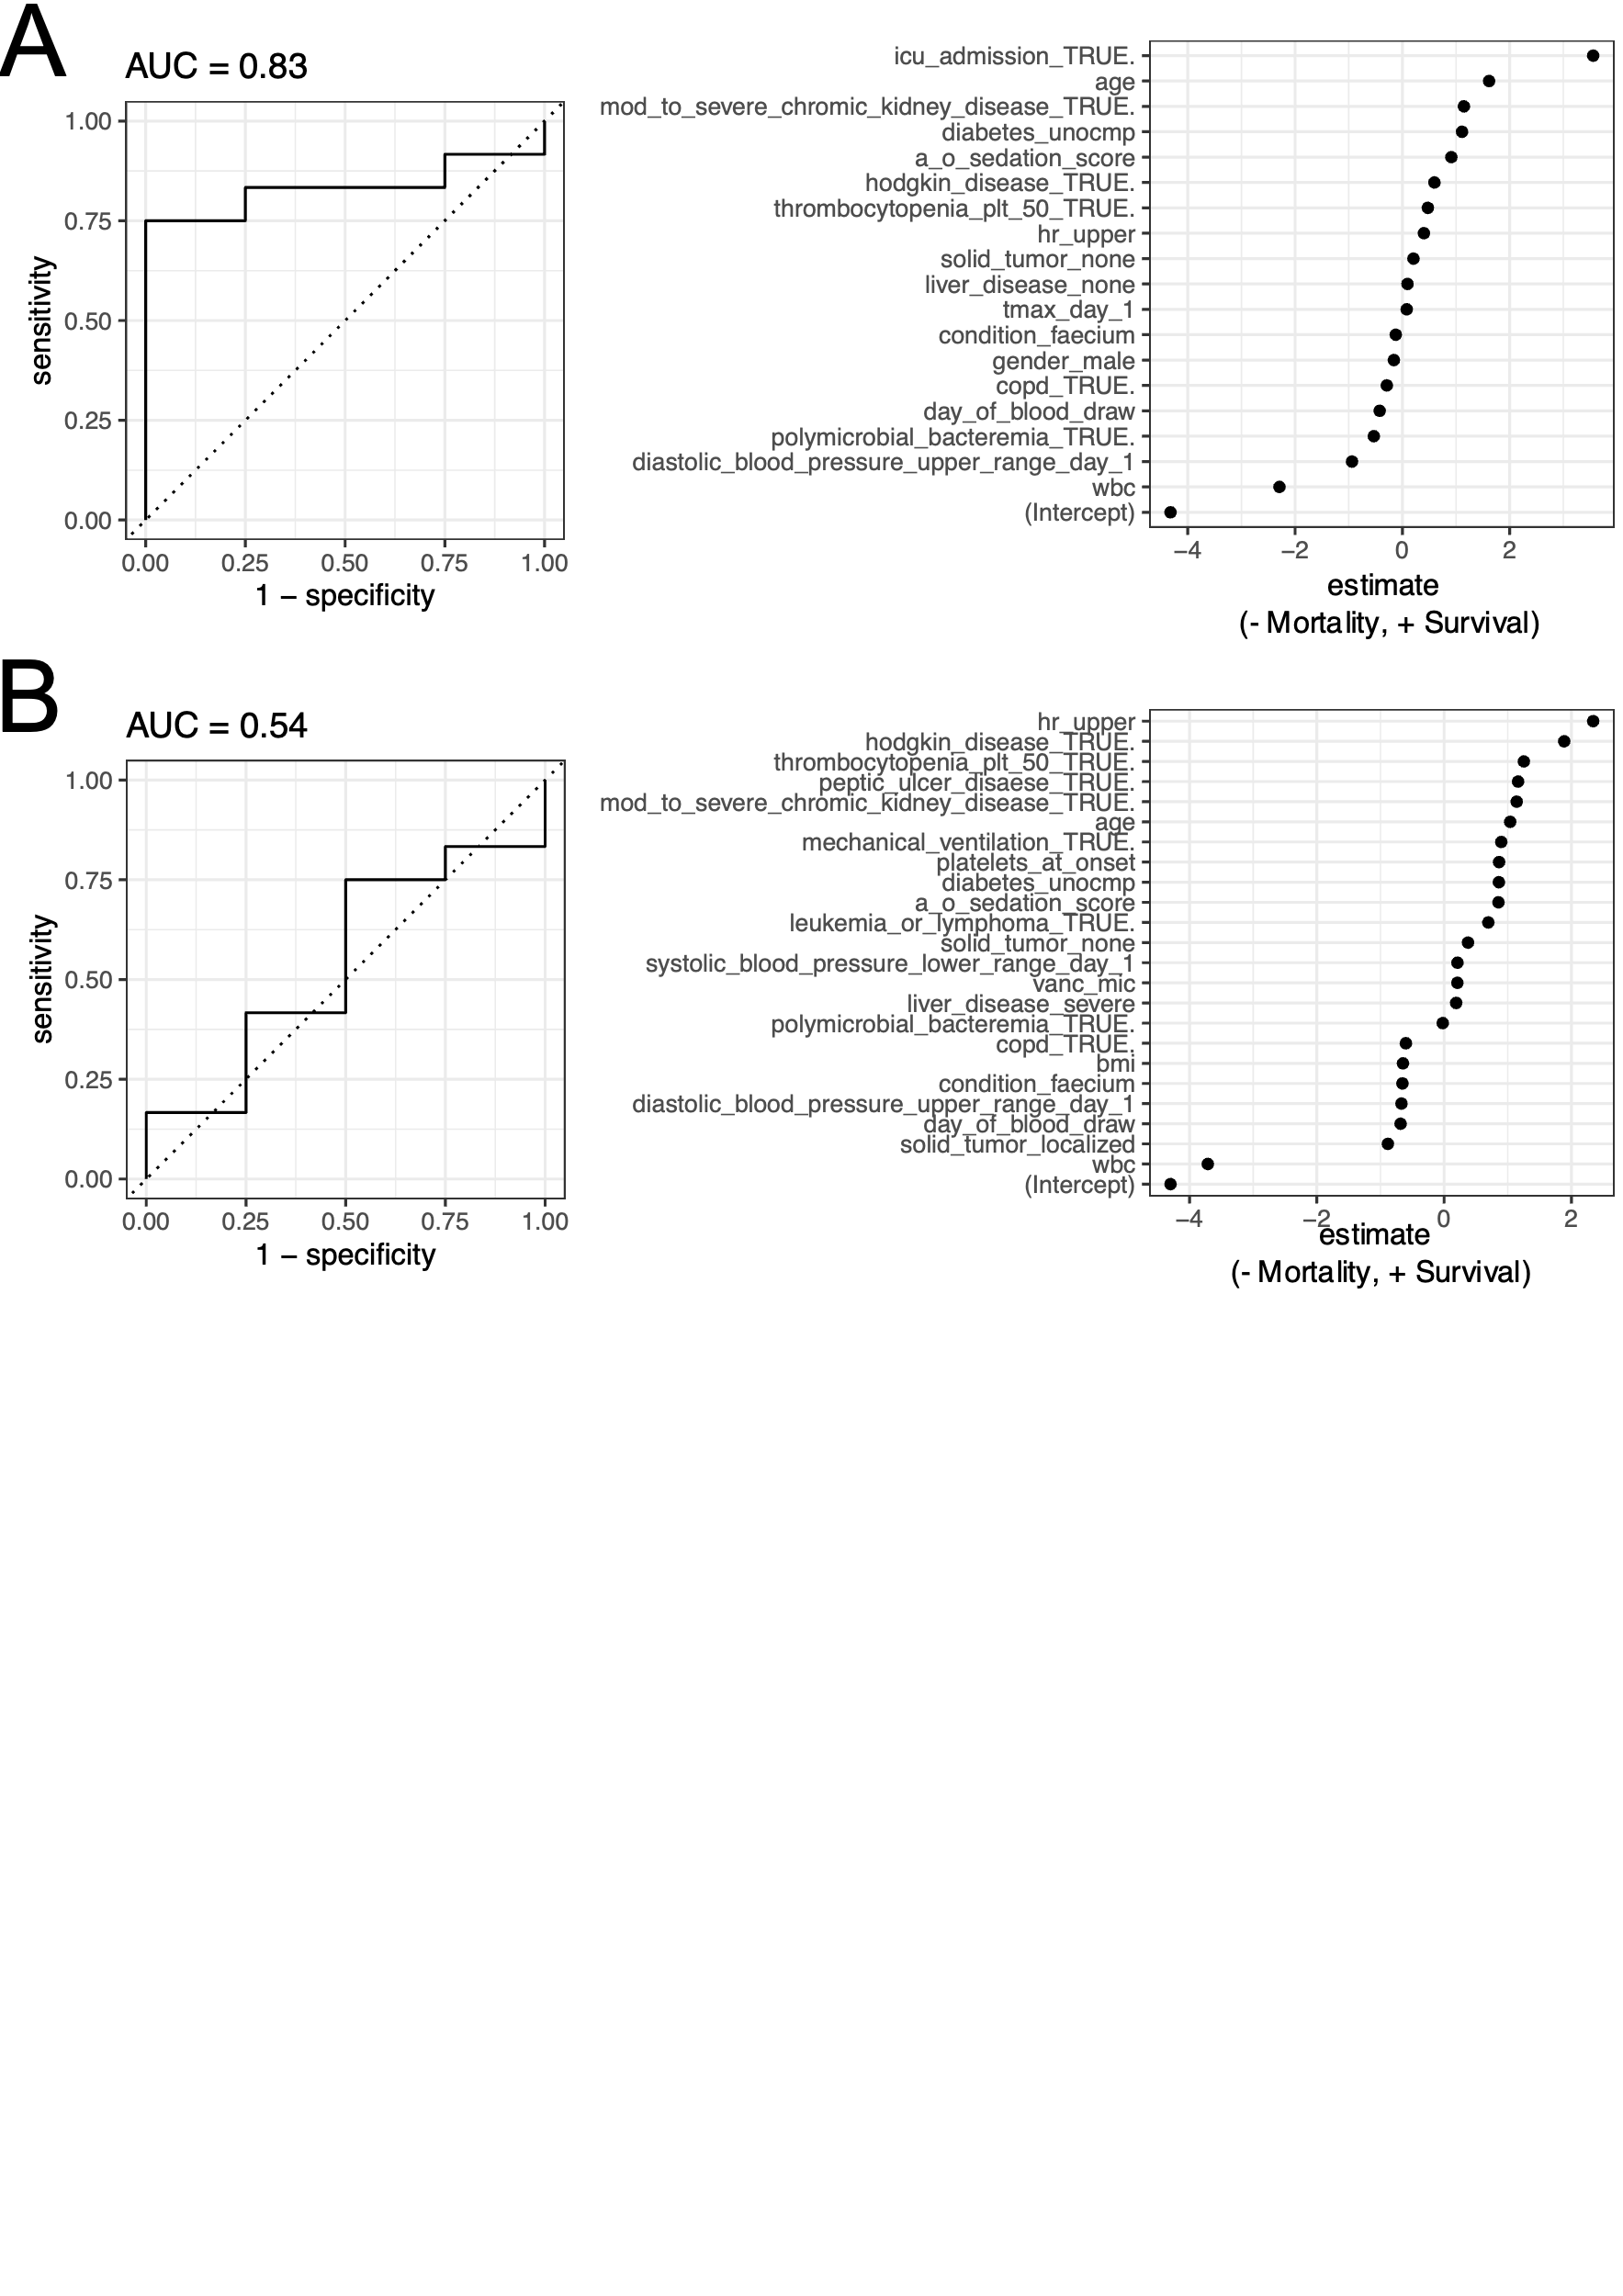 A
AUC = 0.83
1.00
0.75
0.50
0.25
0.00
sensitivity
0.00 0.25 0.50 0.75 1.00
1 – specificity
icu_admission_TRUE.
age
mod_to_severe_chromic_kidney_disease_TRUE.
diabetes_unocmp
a_o_sedation_score
hodgkin_disease_TRUE.
thrombocytopenia_plt_50_TRUE.
hr_upper
solid_tumor_none
liver_disease_none
tmax_day_1
condition_faecium
gender_male
copd_TRUE.
day_of_blood_draw
polymicrobial_bacteremia_TRUE.
diastolic_blood_pressure_upper_range_day_1
wbc
(Intercept)
−4 −2 0 2
estimate
(- Mortality, + Survival)
B
AUC = 0.54
1.00
0.75
0.50
0.25
0.00
sensitivity
0.00 0.25 0.50 0.75 1.00
1 – specificity
hr_upper
hodgkin_disease_TRUE.
thrombocytopenia_plt_50_TRUE.
peptic_ulcer_disaese_TRUE.
mod_to_severe_chromic_kidney_disease_TRUE.
age
mechanical_ventilation_TRUE.
platelets_at_onset
diabetes_unocmp
a_o_sedation_score
leukemia_or_lymphoma_TRUE.
solid_tumor_none
systolic_blood_pressure_lower_range_day_1
vanc_mic
liver_disease_severe
polymicrobial_bacteremia_TRUE.
copd_TRUE.
bmi
condition_faecium
diastolic_blood_pressure_upper_range_day_1
day_of_blood_draw
solid_tumor_localized
wbc
(Intercept)
−4 −2 0 2
estimate
(- Mortality, + Survival)